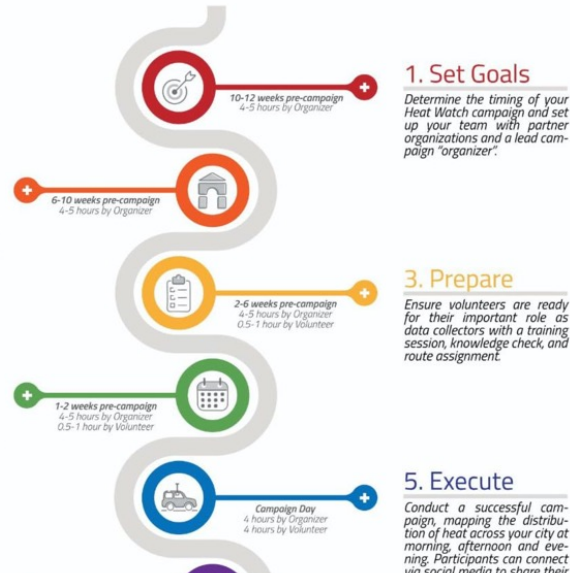 1. Set Goals
10-12 weeks pre-campaign
4-5 hours by Organizer
Determine the timing of your
Heat Watch campaign and set
up your team with partner
organizations and a lead cam-
paign "organizer".
6-10 weeks pre-campaign
4-5 hours by Organizer
3. Prepare
2-6 weeks pre-campaign
4-5 hours by Organizer
0.5-1 hour by Volunteer
Ensure volunteers are ready
for their important role as
data collectors with a training
session, knowledge check, and
route assignment.
1-2 weeks pre-campaign
4-5 hours by Organizer
0.5-1 hour by Volunteer
5. Execute
Campaign Day
4 hours by Organizer
4 hours by Volunteer
Conduct a successful cam-
paign, mapping the distribu-
tion of heat across your city at
morning, afternoon and eve-
ning. Participants can connect
via social media to share their